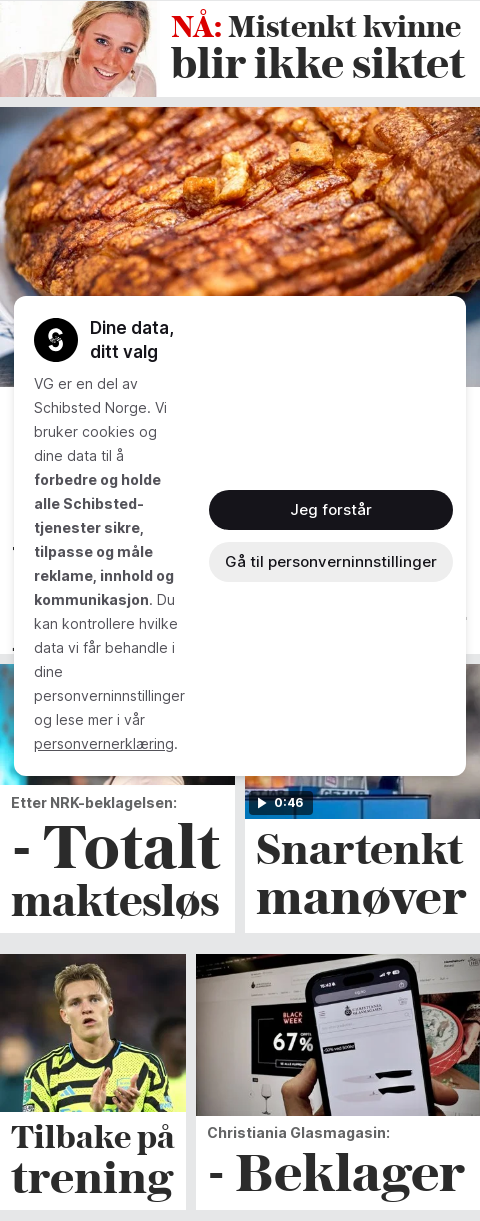 NÅ: Mistenkt kvinne
blir ikke siktet
Dine data,
ditt valg
VG er en del av
Schibsted Norge. Vi
bruker cookies og
dine data til å
forbedre og holde
alle Schibsted-
tjenester sikre,
tilpasse og måle
reklame, innhold og
kommunikasjon. Du
kan kontrollere hvilke
data vi får behandle i
dine
personverninnstillinger
og lese mer i vår
personvernerklæring.
Jeg forstår
Gå til personverninnstillinger
Etter NRK-beklagelsen:
- Totalt
maktesløs
0:46
Snartenkt
manøver
Tilbake på
trening
BLACK
WEEK
67%
CHRISTIANIA
GLASMAGASIN
Christiania Glasmagasin:
- Beklager